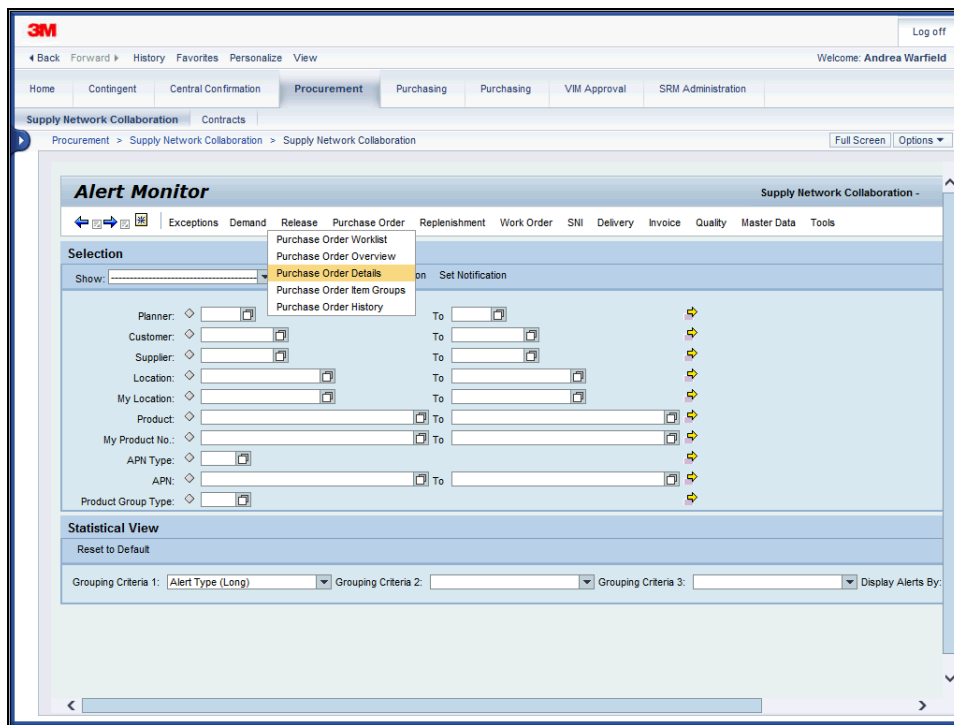 3M
Log off
Back Forward History Favorites Personalize View Welcome: Andrea Warfield
Home Contingent Central Confirmation Procurement Purchasing Purchasing VIM Approval SRM Administration
Supply Network Collaboration Contracts
Procurement > Supply Network Collaboration > Supply Network Collaboration Full Screen Options
Alert Monitor Supply Network Collaboration -
Exceptions Demand Release Purchase Order Replenishment Work Order SNI Delivery Invoice Quality Master Data Tools
Purchase Order Worklist
Selection Purchase Order Overview
Show: Purchase Order Details on Set Notification
Purchase Order Item Groups
Purchase Order History
Planner: To
Customer: To
Supplier: To
Location: To
My Location: To
Product: To
My Product No.: To
APN Type:
APN: To
Product Group Type:
Statistical View
Reset to Default
Grouping Criteria 1: Alert Type (Long) Grouping Criteria 2: Grouping Criteria 3: Display Alerts By: